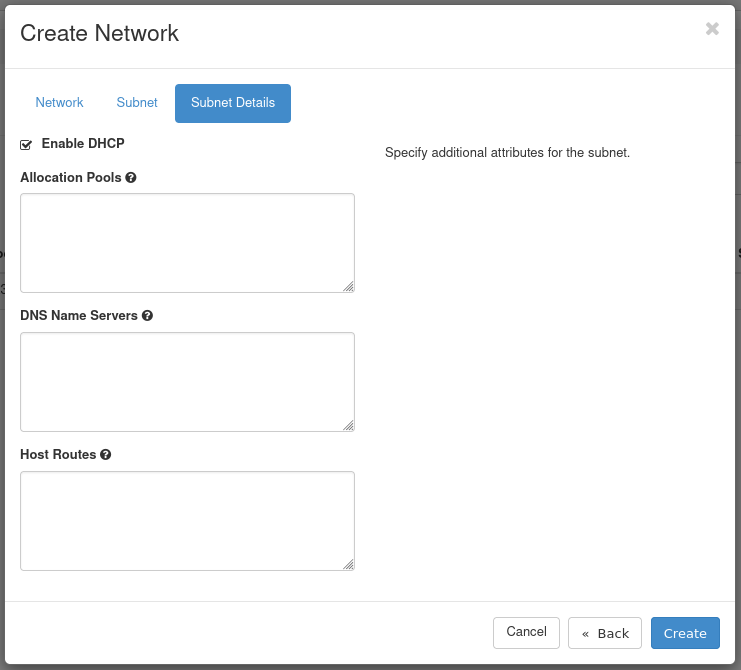 Create Network
Network Subnet Subnet Details
Enable DHCP
Specify additional attributes for the subnet.
Allocation Pools
DNS Name Servers
Host Routes
Cancel « Back Create